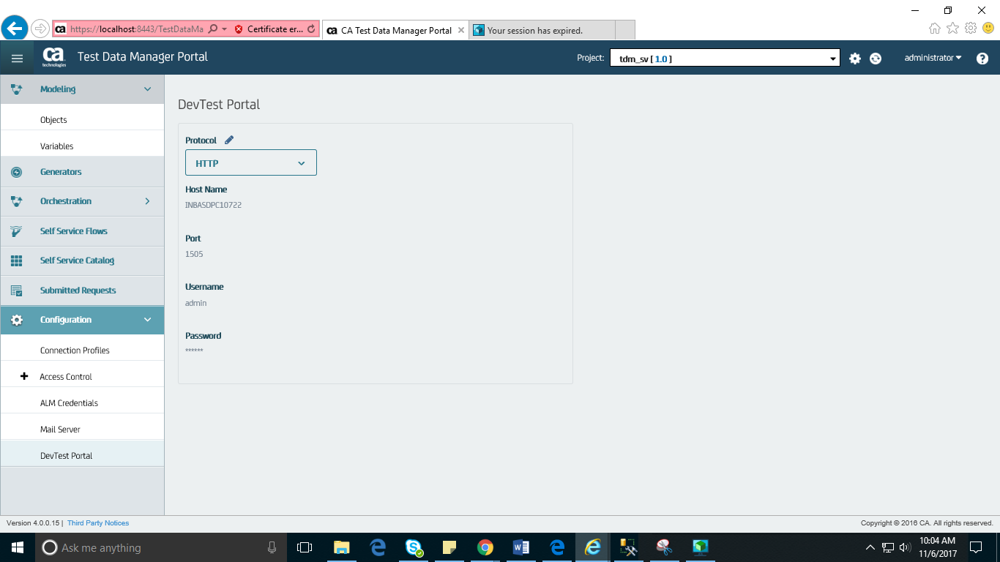 https://localhost:8443/TestDataMa
Certificate er...
CA Test Data Manager Portal
Your session has expired.
ca
technologies
Test Data Manager Portal
Project:
tdm_sv [ 1.0 ]
administrator
Modeling
Objects
Variables
Generators
Orchestration
Self Service Flows
Self Service Catalog
Submitted Requests
Configuration
Connection Profiles
Access Control
ALM Credentials
Mail Server
DevTest Portal
DevTest Portal
Protocol
HTTP
Host Name
INBASDPC10722
Port
1505
Username
admin
Password
******
Version 4.0.0.15 | Third Party Notices
Copyright © 2016 CA. All rights reserved.
Ask me anything
10:04 AM
11/6/2017